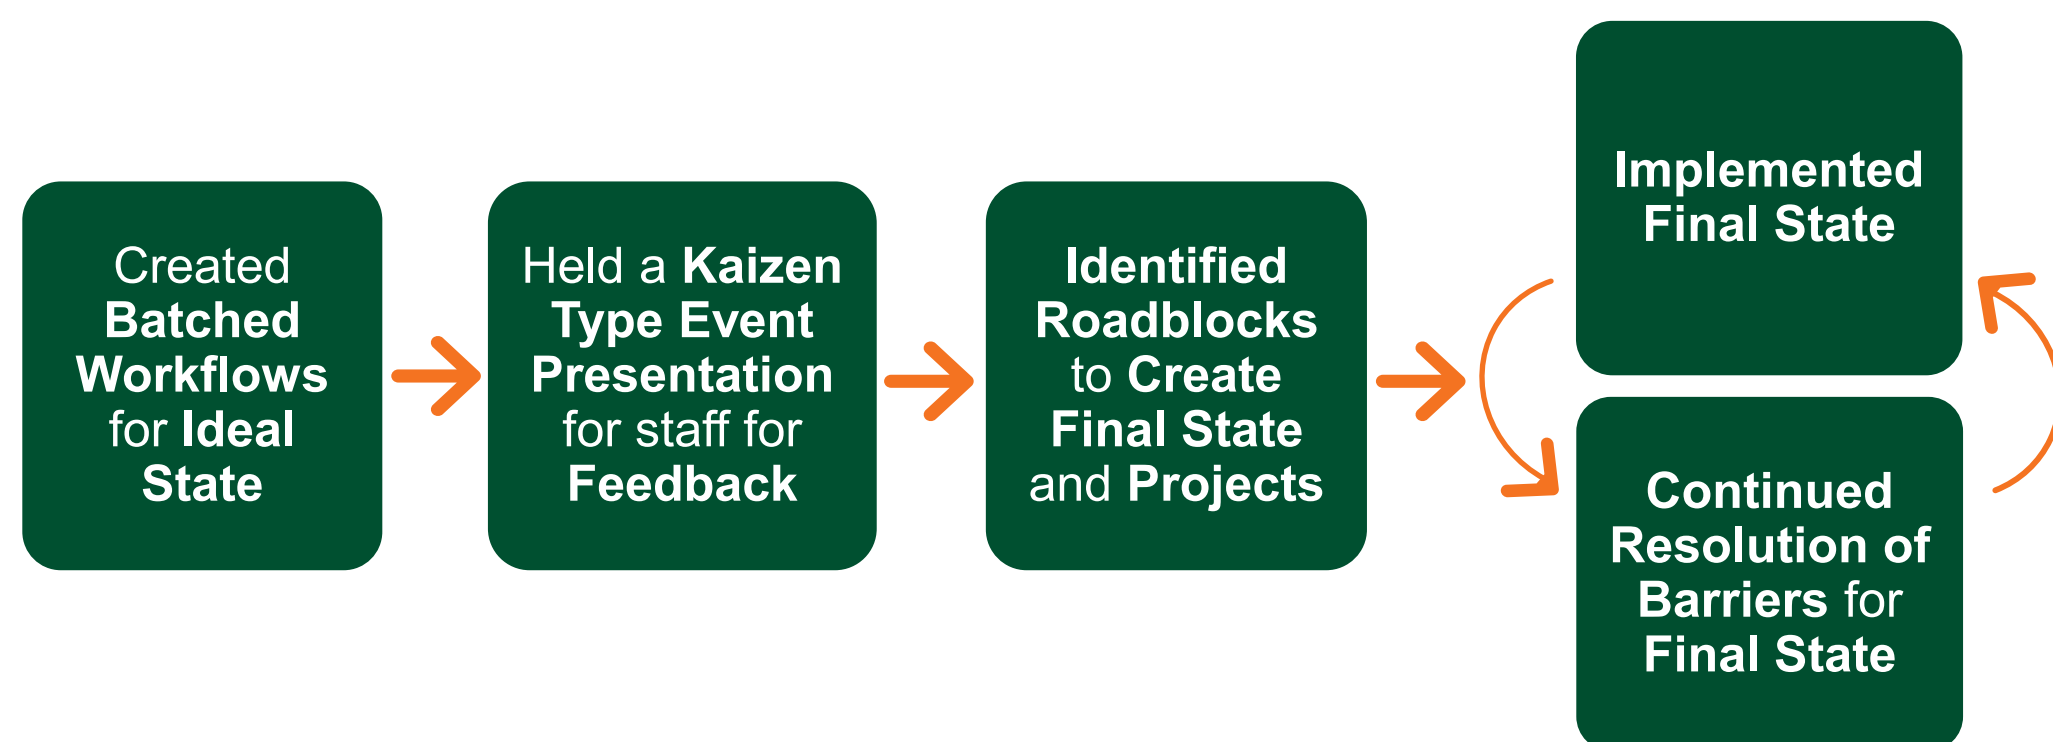 Created
Batched
Workflows
for Ideal
State
Held a Kaizen
Type Event
Presentation
for staff for
Feedback
Identified
Roadblocks
to Create
Final State
and Projects
Implemented
Final State
Continued
Resolution of
Barriers for
Final State